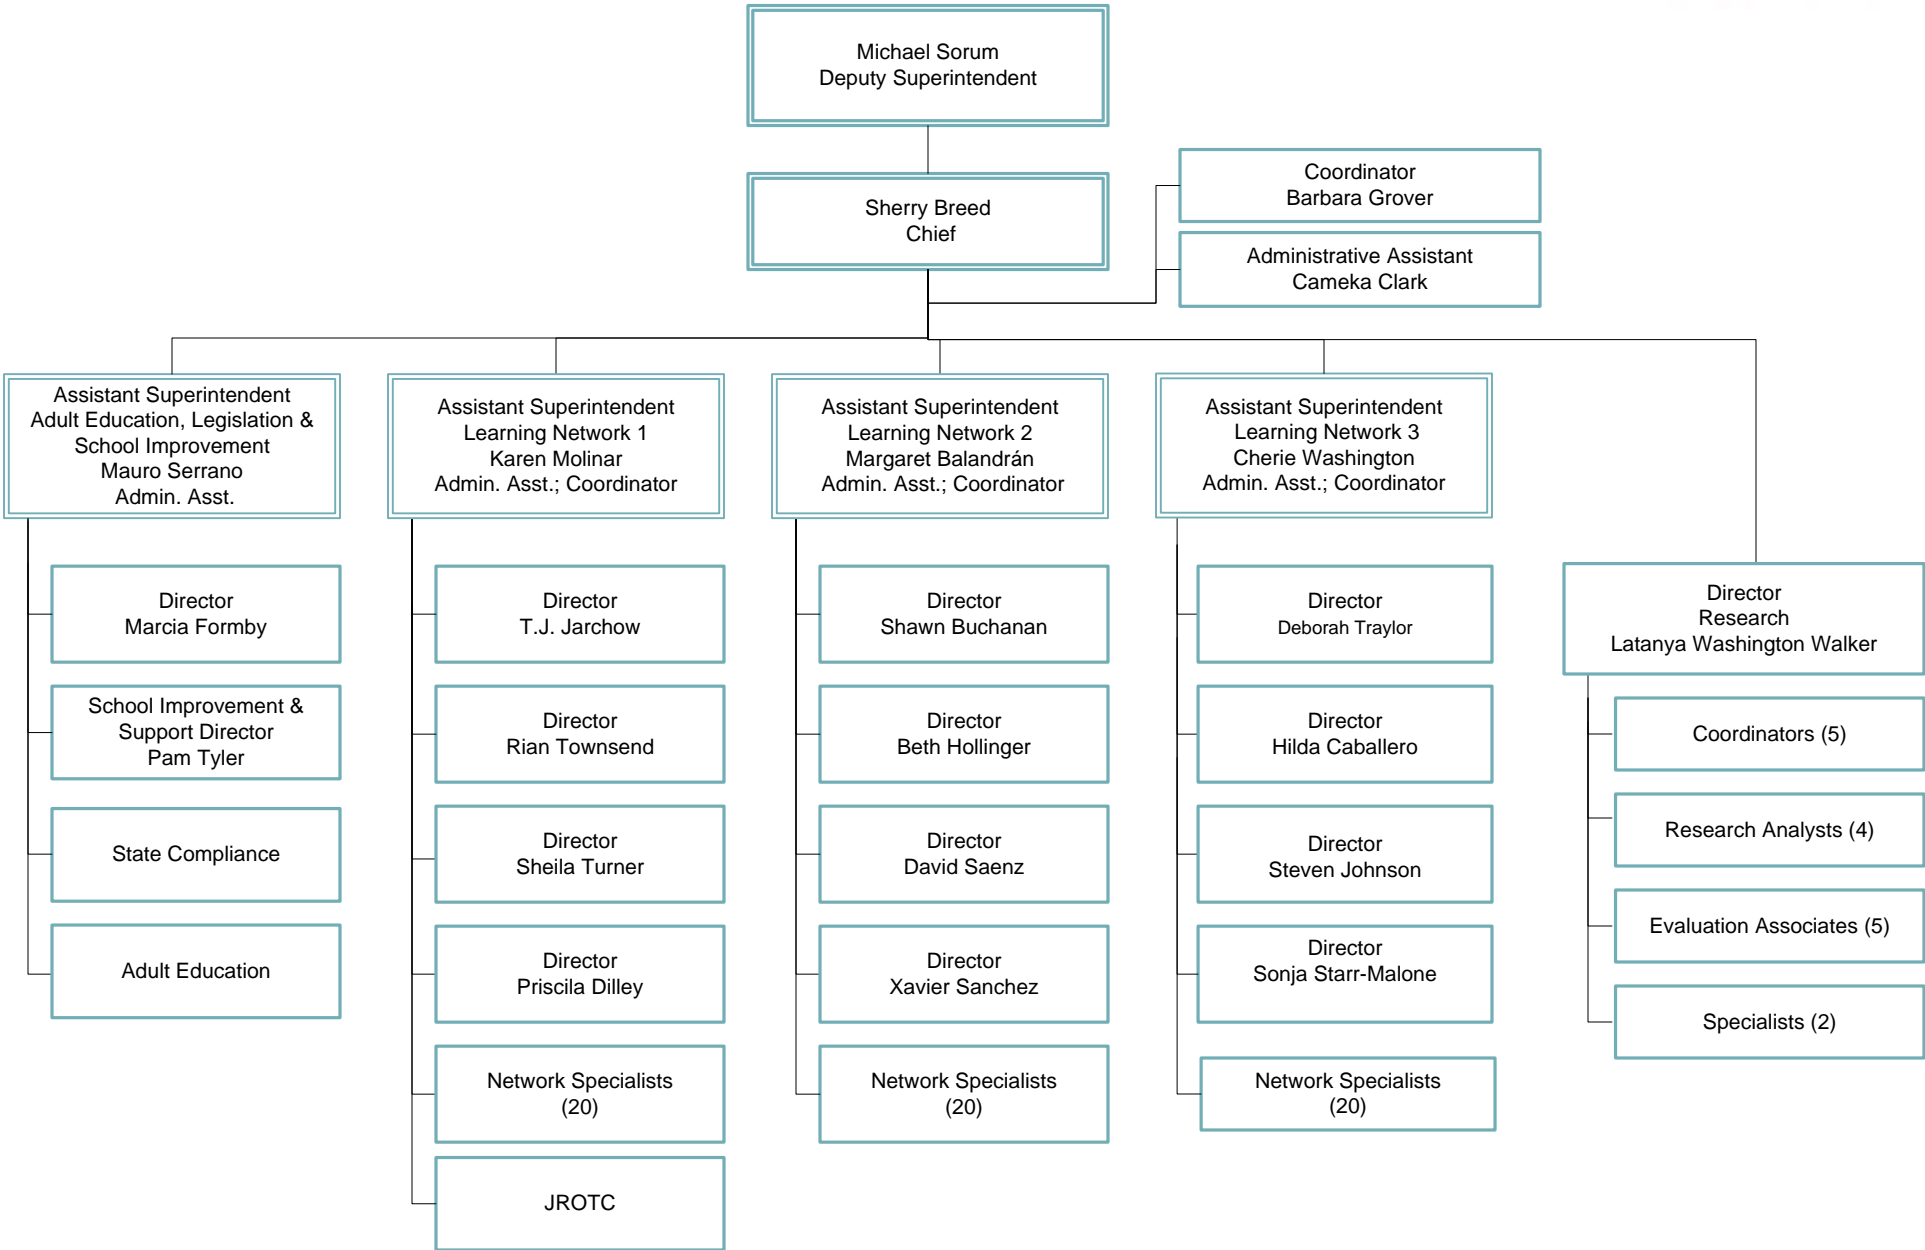 Michael Sorum
Deputy Superintendent
Sherry Breed
Chief
Coordinator
Barbara Grover
Administrative Assistant
Cameka Clark
Assistant Superintendent
Adult Education, Legislation &
School Improvement
Mauro Serrano
Admin. Asst.
Director
Marcia Formby
School Improvement &
Support Director
Pam Tyler
State Compliance
Adult Education
Assistant Superintendent
Learning Network 1
Karen Molinar
Admin. Asst.; Coordinator
Director
T.J. Jarchow
Director
Rian Townsend
Director
Sheila Turner
Director
Priscila Dilley
Network Specialists
(20)
JROTC
Assistant Superintendent
Learning Network 2
Margaret Balandrán
Admin. Asst.; Coordinator
Director
Shawn Buchanan
Director
Beth Hollinger
Director
David Saenz
Director
Xavier Sanchez
Network Specialists
(20)
Assistant Superintendent
Learning Network 3
Cherie Washington
Admin. Asst.; Coordinator
Director
Deborah Traylor
Director
Hilda Caballero
Director
Steven Johnson
Director
Sonja Starr-Malone
Network Specialists
(20)
Director
Research
Latanya Washington Walker
Coordinators (5)
Research Analysts (4)
Evaluation Associates (5)
Specialists (2)